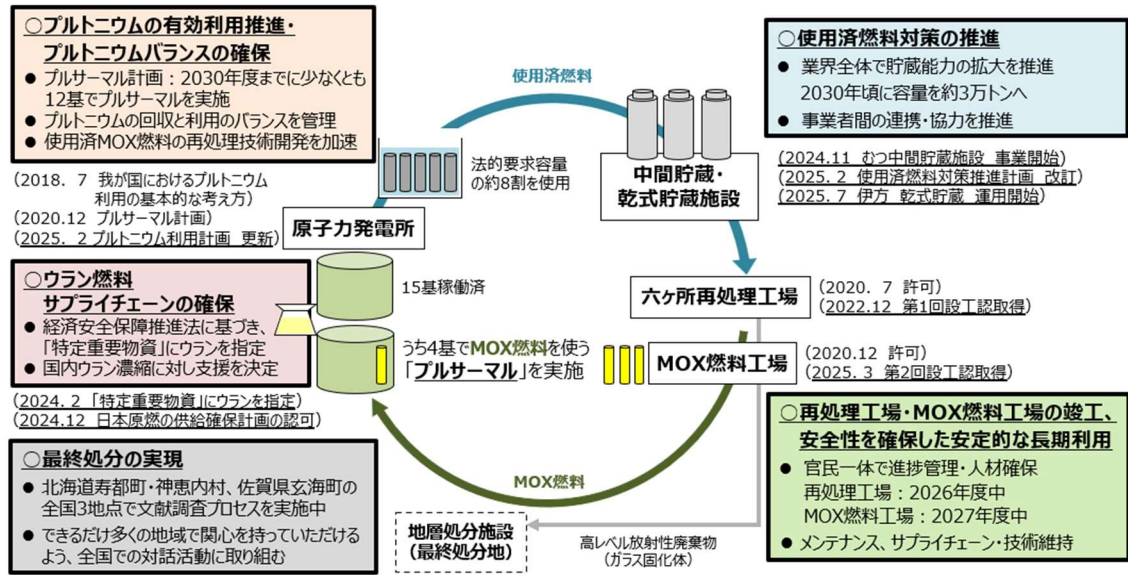 ○プルトニウムの有効利用推進・
プルトニウムバランスの確保
● プルサーマル計画：2030年度までに少なくとも
12基でプルサーマルを実施
● プルトニウムの回収と利用のバランスを管理
● 使用済MOX燃料の再処理技術開発を加速
(2018. 7 我が国におけるプルトニウム
利用の基本的な考え方)
(2020.12 プルサーマル計画)
(2025. 2 プルトニウム利用計画 更新)
使用済燃料
法的要求容量
の約8割を使用
原子力発電所
中間貯蔵・
乾式貯蔵施設
○使用済燃料対策の推進
● 業界全体で貯蔵能力の拡大を推進
2030年頃に容量を約3万トンへ
● 事業者間の連携・協力を推進
(2024.11 むつ中間貯蔵施設 事業開始)
(2025. 2 使用済燃料対策推進計画 改訂)
(2025. 7 伊方 乾式貯蔵 運用開始)
○ウラン燃料
サプライチェーンの確保
● 経済安全保障推進法に基づき、
「特定重要物資」にウランを指定
● 国内ウラン濃縮に対し支援を決定
(2024. 2 「特定重要物資」にウランを指定)
(2024.12 日本原燃の供給確保計画の認可)
15基稼働済
うち4基でMOX燃料を使う
「プルサーマル」を実施
六ヶ所再処理工場
(2020. 7 許可)
(2022.12 第1回設工認取得)
MOX燃料工場
(2020.12 許可)
(2025. 3 第2回設工認取得)
○再処理工場・MOX燃料工場の竣工、
安全性を確保した安定的な長期利用
● 官民一体で進捗管理・人材確保
再処理工場：2026年度中
MOX燃料工場：2027年度中
● メンテナンス、サプライチェーン・技術維持
○最終処分の実現
● 北海道寿都町・神恵内村、佐賀県玄海町の
全国3地点で文献調査プロセスを実施中
● できるだけ多くの地域で関心を持っていただける
よう、全国での対話活動に取り組む
MOX燃料
地層処分施設
(最終処分地)
高レベル放射性廃棄物
(ガラス固化体)